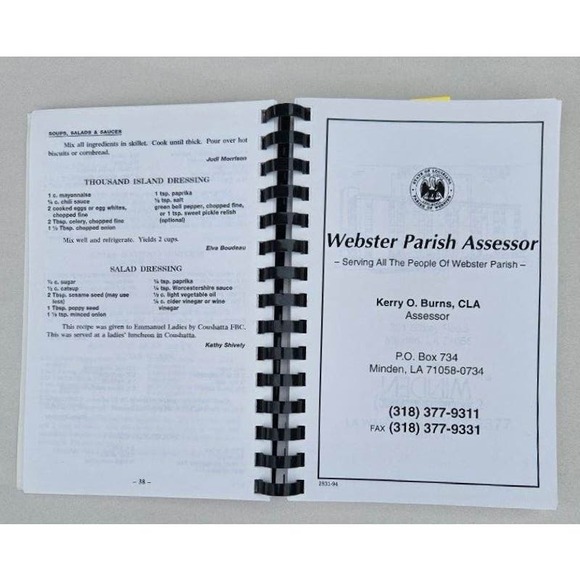 SOUPS, SALADS & SAUCES
Mix all ingredients in skillet. Cook until thick. Pour over hot
biscuits or cornbread.
Judi Morrison
THOUSAND ISLAND DRESSING
1 c. mayonnaise
¼ c. chili sauce
2 cooked eggs or egg whites,
chopped fine
2 Tbsp. celery, chopped fine
1 ½ Tbsp. chopped onion
1 tsp. paprika
½ tsp. salt
green bell pepper, chopped fine,
or 1 tsp. sweet pickle relish
(optional)
Mix well and refrigerate. Yields 2 cups.
Elva Boudeau
SALAD DRESSING
c. sugar
c. catsup
2 Tbsp. sesame seed (may use
less)
1 Tbsp. poppy seed
1 ½ tsp. minced onion
¼ tsp. paprika
¼ tsp. Worcestershire sauce
½ c. light vegetable oil
¼ c. cider vinegar or wine
vinegar
This recipe was given to Emmanuel Ladies by Coushatta FBC.
This was served at a ladies' luncheon in Coushatta.
Kathy Shively
– 38 –
STATE OF LOUISIANA
PARISH OF WEBSTER
Webster Parish Assessor
– Serving All The People Of Webster Parish –
Kerry O. Burns, CLA
Assessor
P.O. Box 734
Minden, LA 71058-0734
(318) 377-9311
FAX (318) 377-9331
2831-94